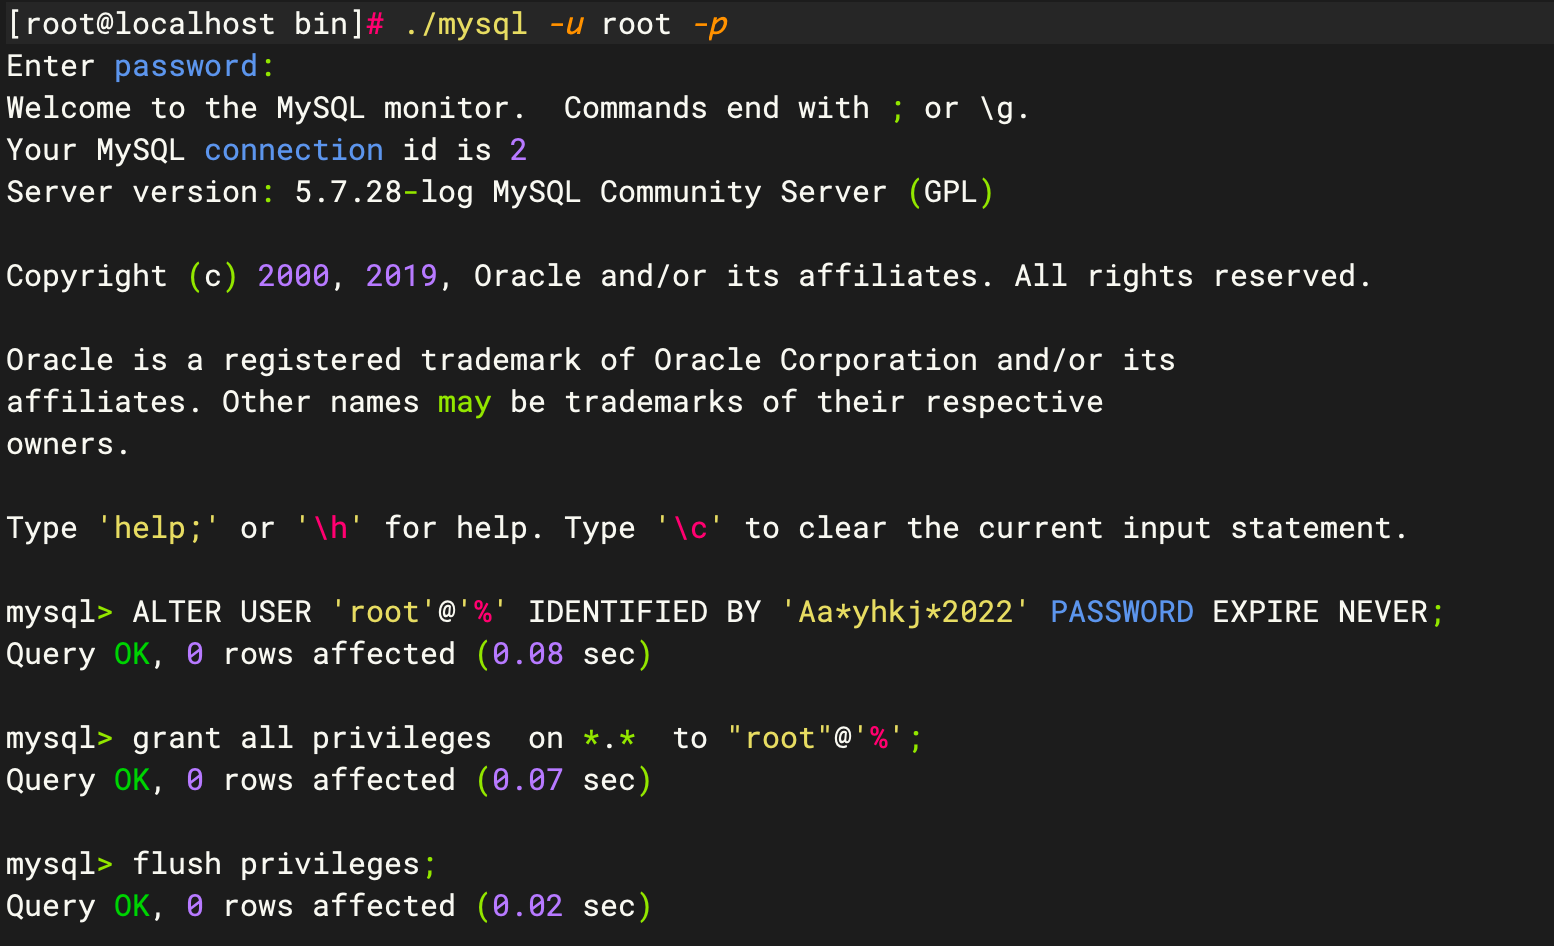 [root@localhost bin]# ./mysql -u root -p
Enter password:
Welcome to the MySQL monitor.  Commands end with ; or \g.
Your MySQL connection id is 2
Server version: 5.7.28-log MySQL Community Server (GPL)
Copyright (c) 2000, 2019, Oracle and/or its affiliates. All rights reserved.
Oracle is a registered trademark of Oracle Corporation and/or its
affiliates. Other names may be trademarks of their respective
owners.
Type 'help;' or '\h' for help. Type '\c' to clear the current input statement.
mysql> ALTER USER 'root'@'%' IDENTIFIED BY 'Aa*yhkj*2022' PASSWORD EXPIRE NEVER;
Query OK, 0 rows affected (0.08 sec)
mysql> grant all privileges  on *.*  to "root"@'%';
Query OK, 0 rows affected (0.07 sec)
mysql> flush privileges;
Query OK, 0 rows affected (0.02 sec)